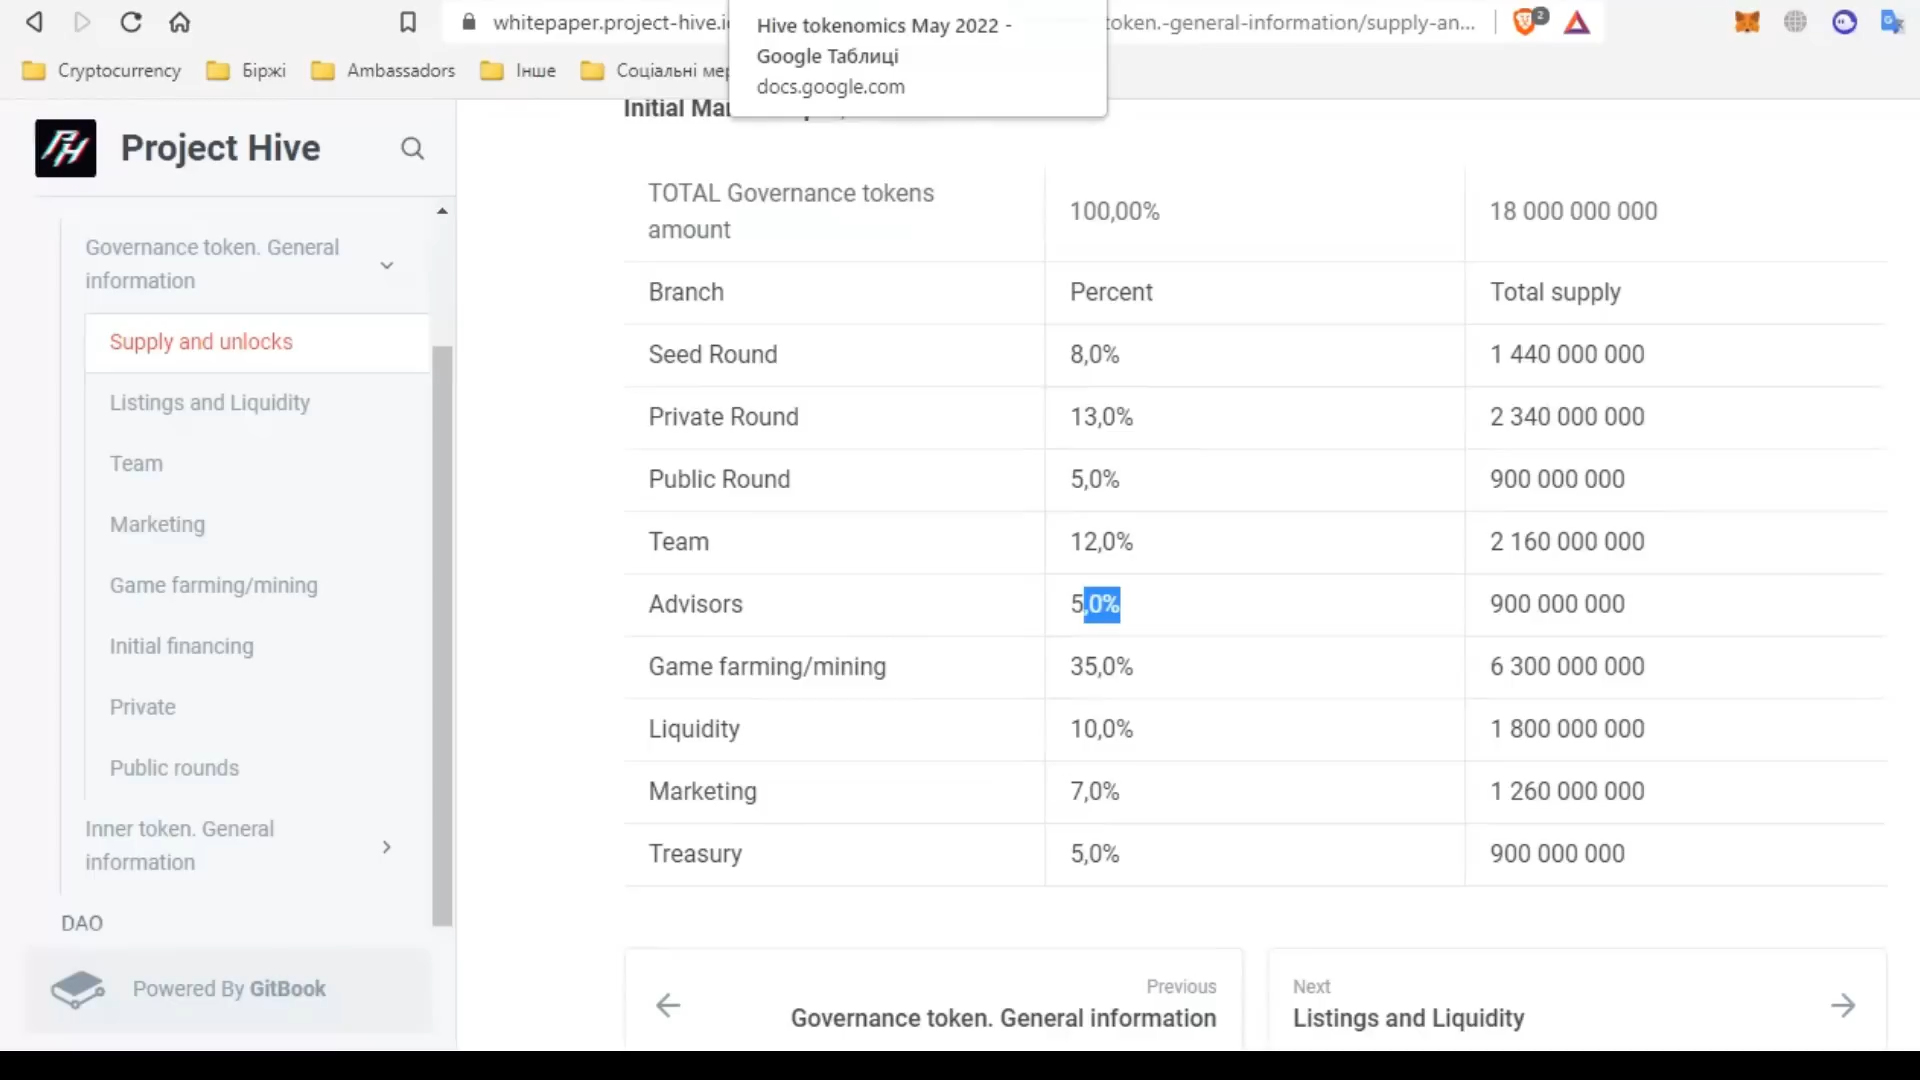 whitepaper.project-hive.i
token.-general-information/supply-an...
2
Hive tokenomics May 2022 -
Google Таблиці
docs.google.com
Cryptocurrency
Біржі
Ambassadors
Інше
Соціальні ме
Project Hive
Governance token. General
information
Supply and unlocks
Listings and Liquidity
Team
Marketing
Game farming/mining
Initial financing
Private
Public rounds
Inner token. General
information
DAO
Powered By GitBook
Initial Ma
TOTAL Governance tokens
amount
100,00%
18 000 000 000
Branch
Percent
Total supply
Seed Round
8,0%
1 440 000 000
Private Round
13,0%
2 340 000 000
Public Round
5,0%
900 000 000
Team
12,0%
2 160 000 000
Advisors
5,0%
900 000 000
Game farming/mining
35,0%
6 300 000 000
Liquidity
10,0%
1 800 000 000
Marketing
7,0%
1 260 000 000
Treasury
5,0%
900 000 000
Previous
Governance token. General information
Next
Listings and Liquidity